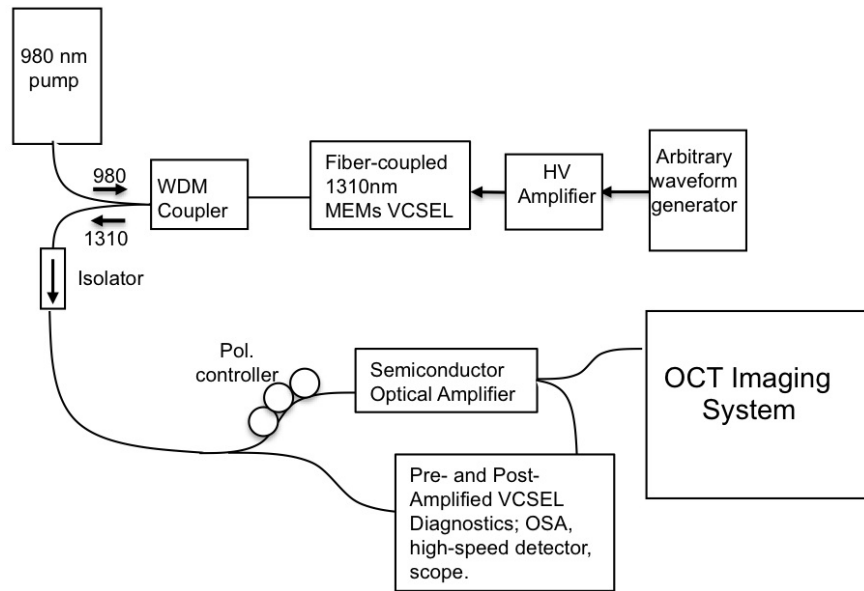 980 nm
pump
980
1310
WDM
Coupler
Fiber-coupled
1310nm
MEMs VCSEL
HV
Amplifier
Arbitrary
waveform
generator
Isolator
Pol.
controller
Semiconductor
Optical Amplifier
OCT Imaging
System
Pre- and Post-
Amplified VCSEL
Diagnostics; OSA,
high-speed detector,
scope.